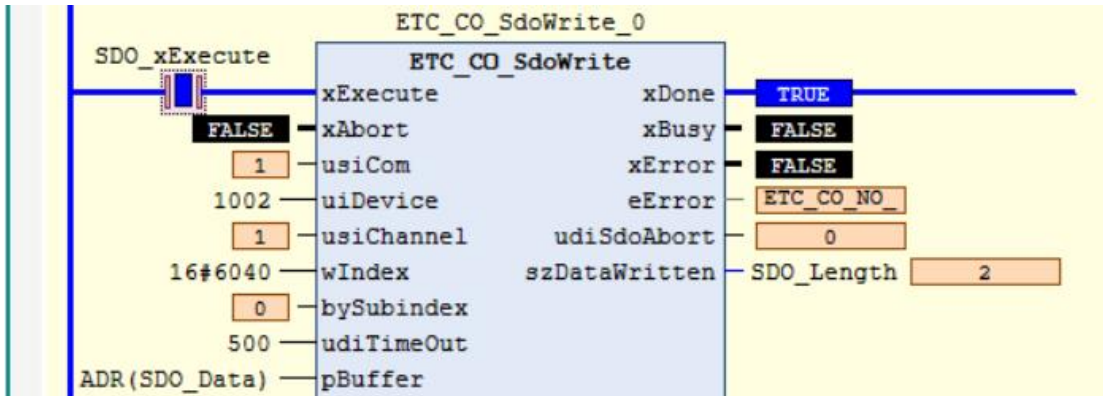 ETC_CO_SdoWrite_0
SDO_xExecute
ETC_CO_SdoWrite
xExecute xDone TRUE
FALSE xAbort xBusy FALSE
1 usiCom xError FALSE
1002 uiDevice eError ETC_CO_NO_
1 usiChannel udiSdoAbort 0
16#6040 wIndex szDataWritten SDO_Length 2
0 bySubindex
500 udiTimeOut
ADR(SDO_Data) pBuffer